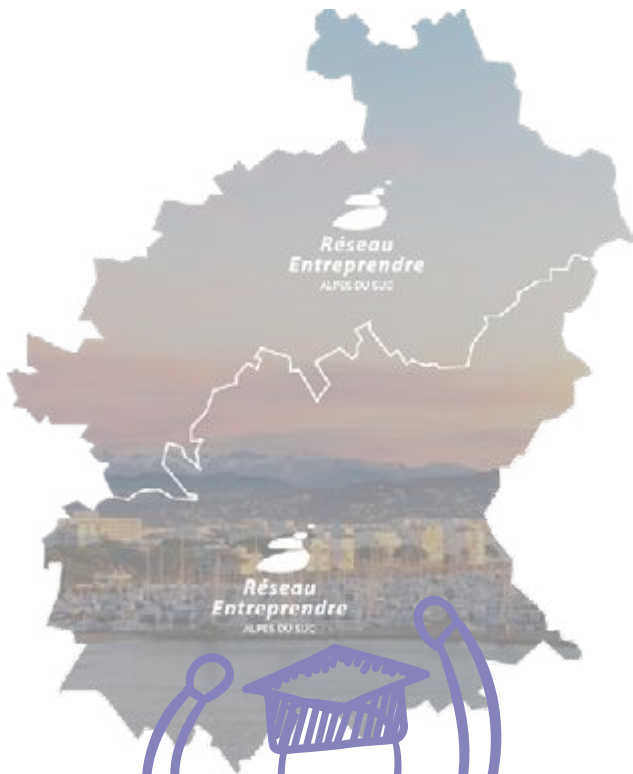 Réseau
Entreprendre
ALPES DU SUD
Réseau
Entreprendre
ALPES DU SUD